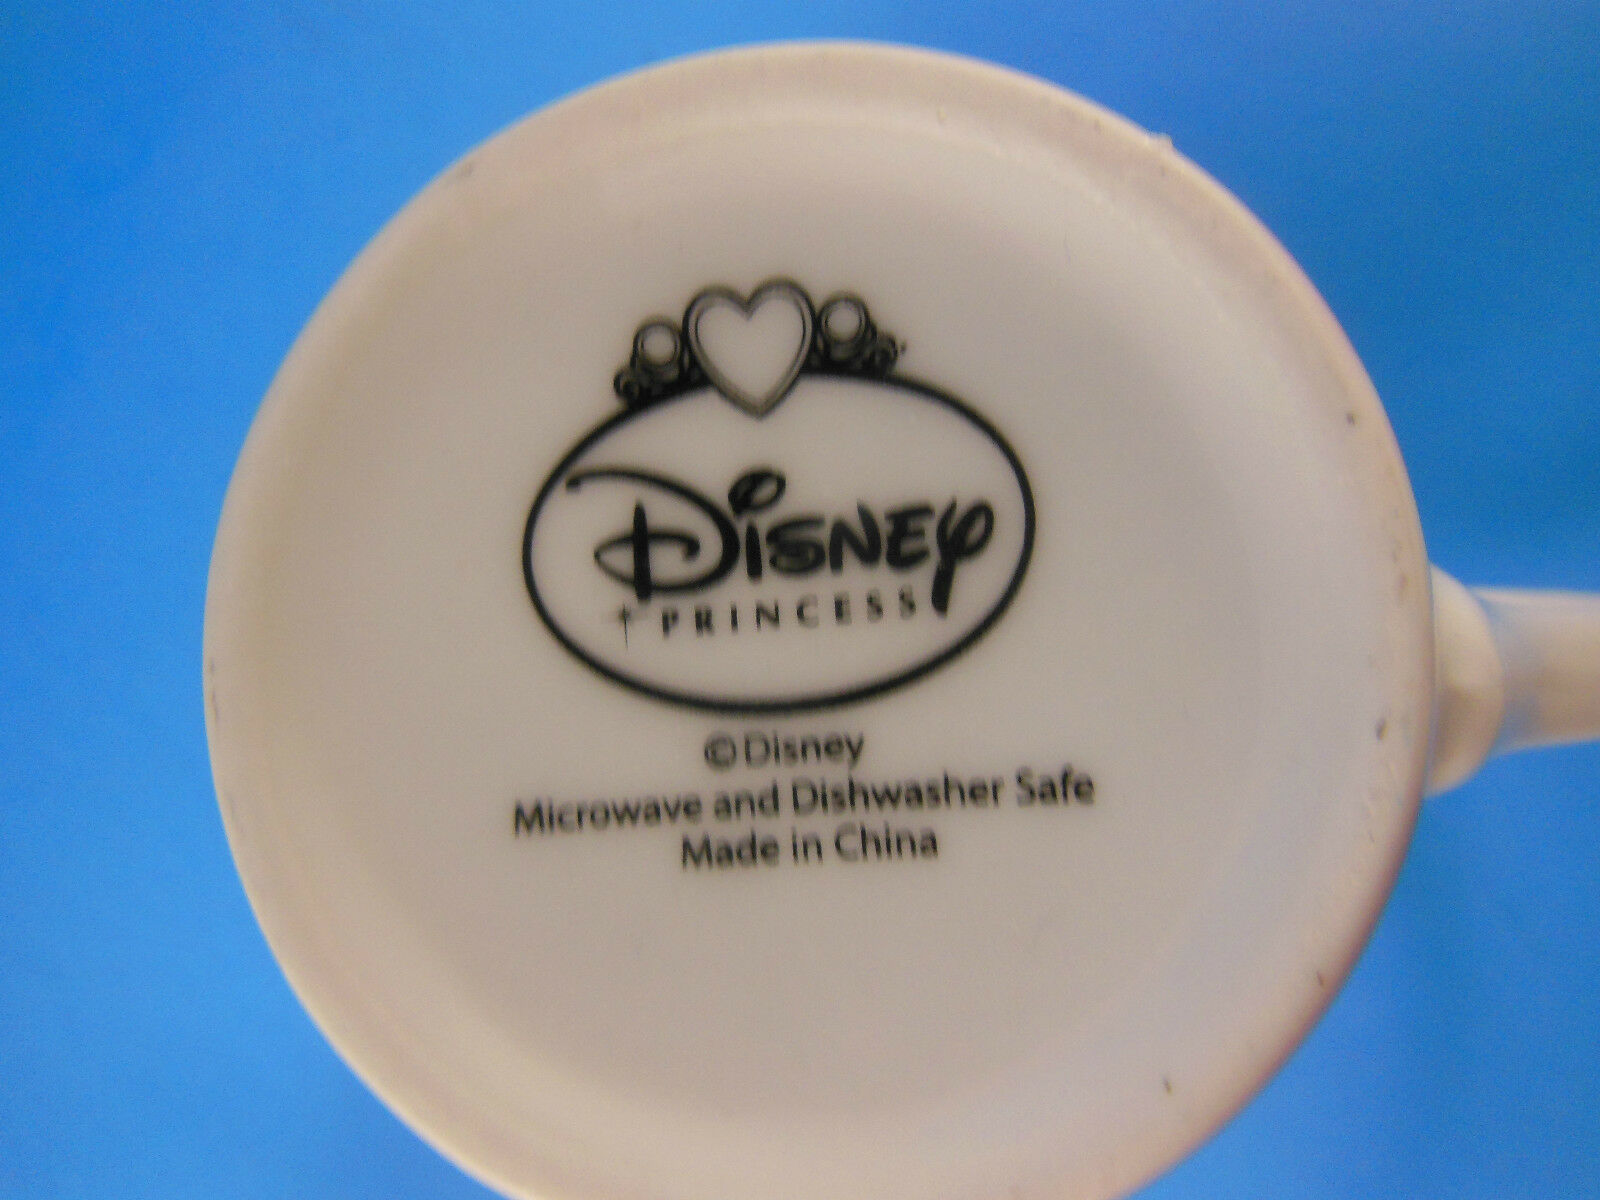 Disney
PRINCESS
©Disney
Microwave and Dishwasher Safe
Made in China